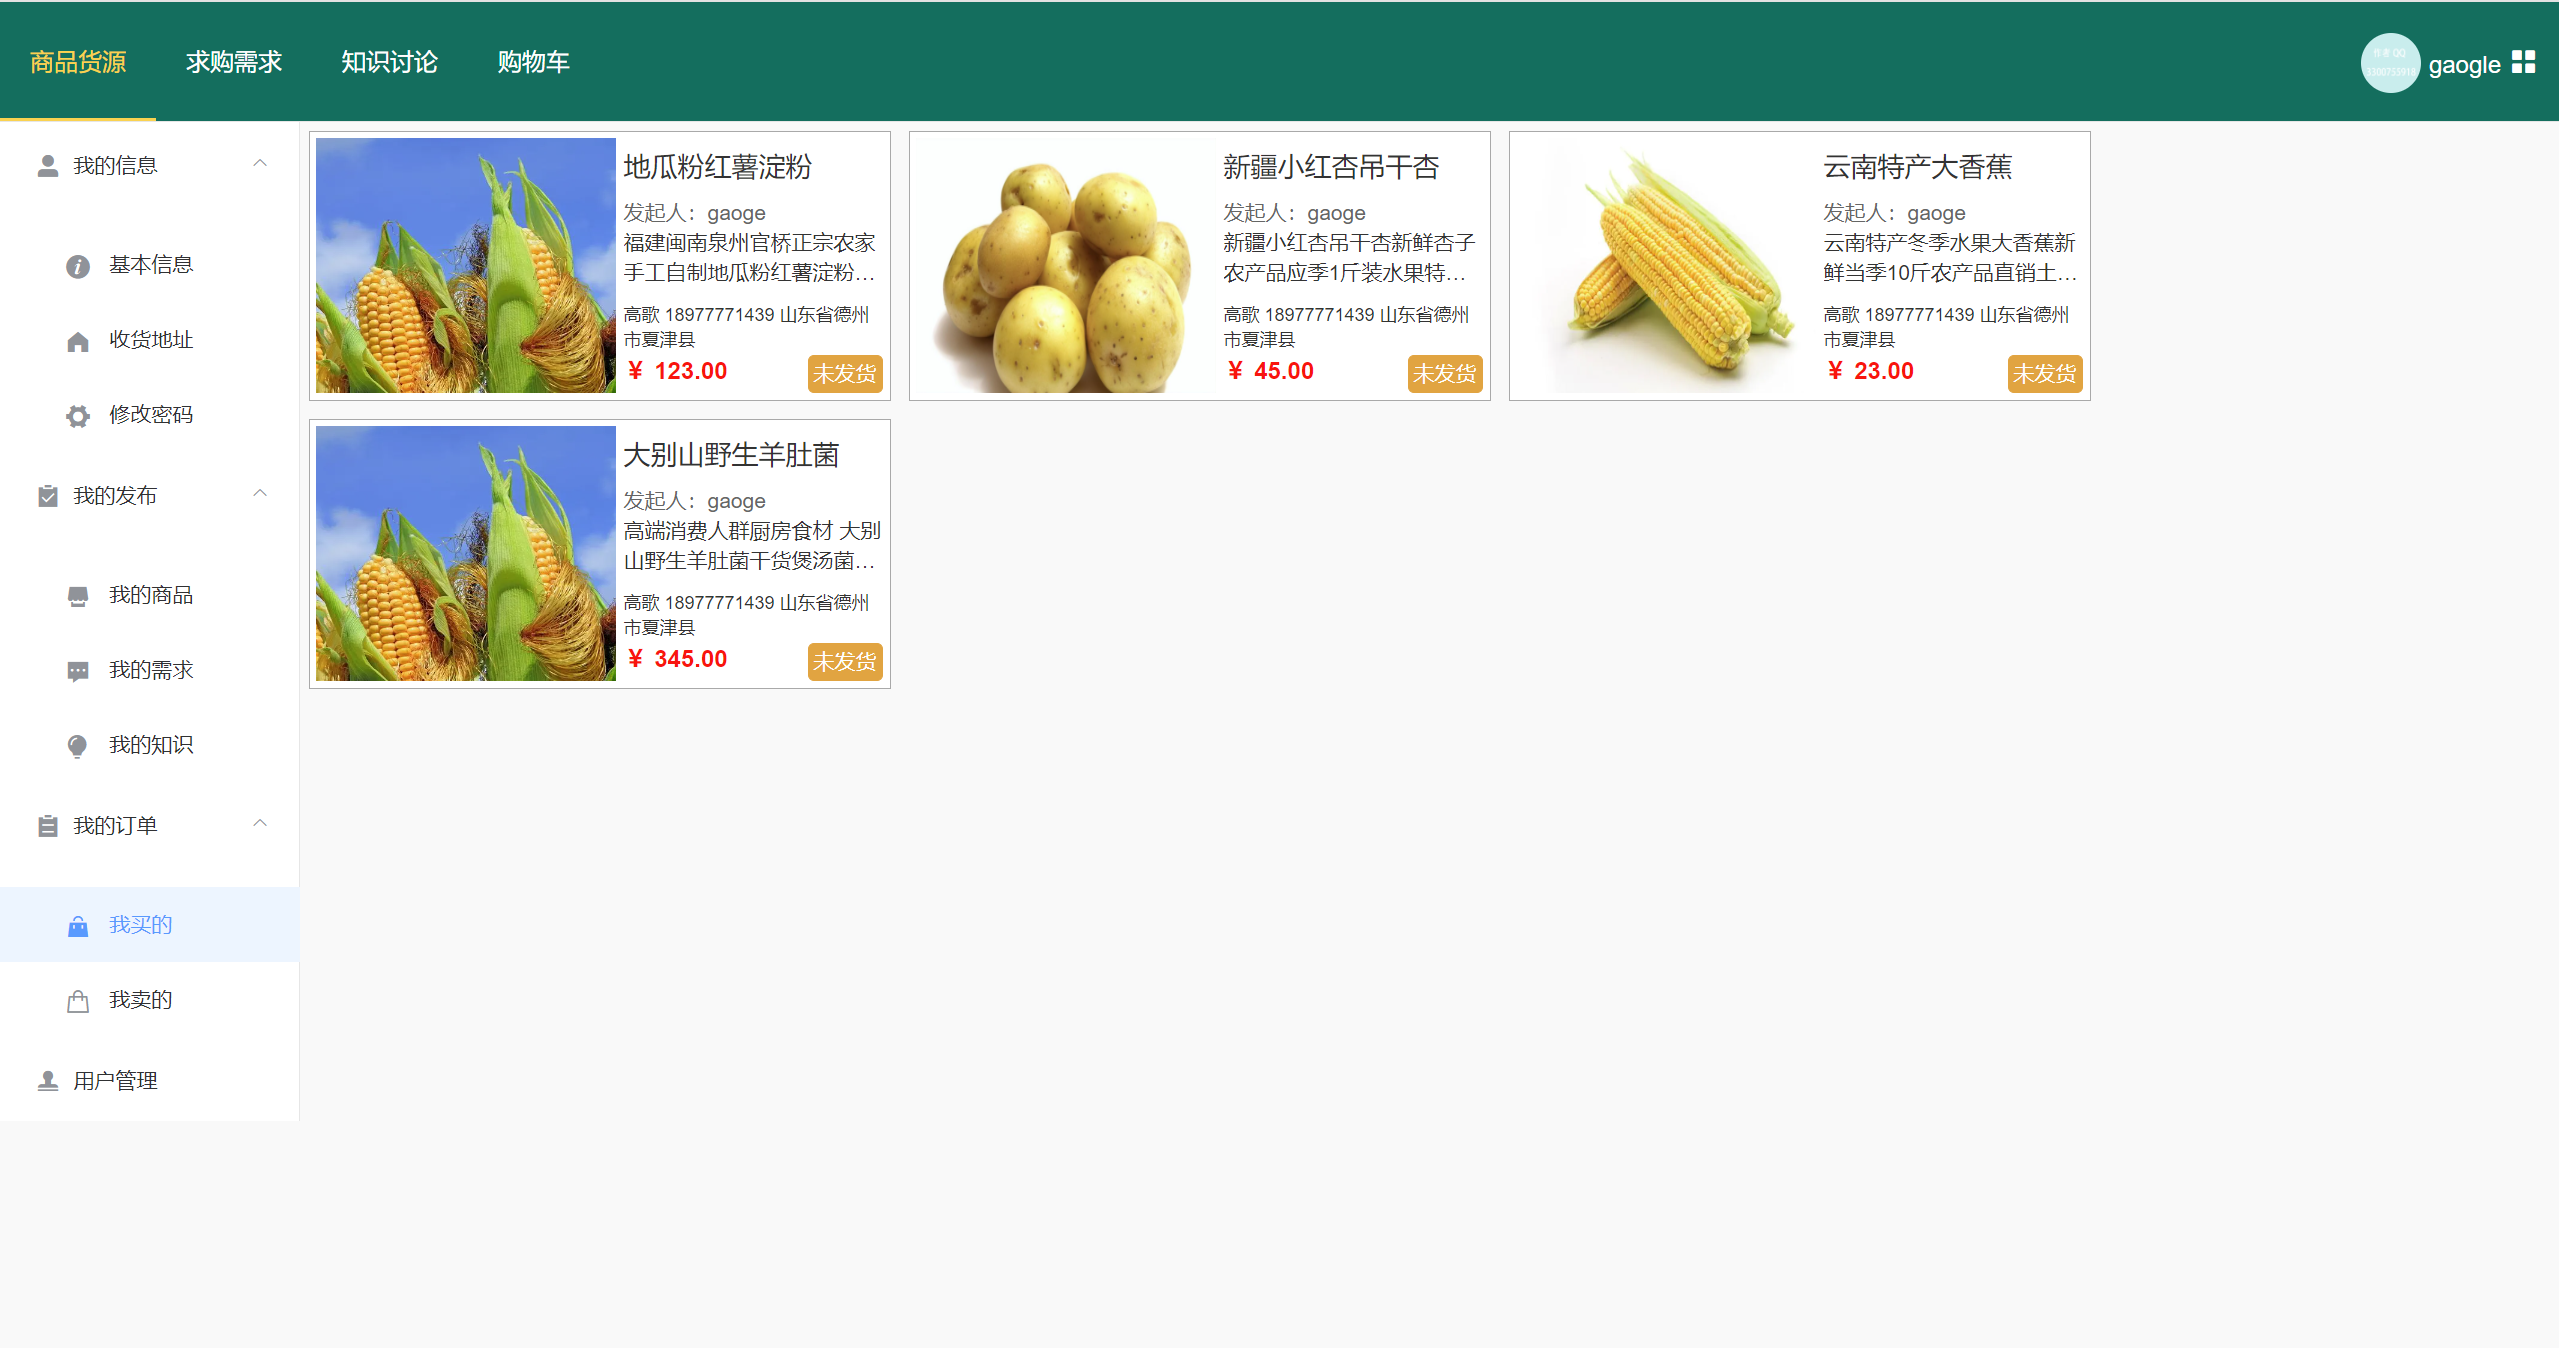 商品货源
求购需求
知识讨论
购物车
作者 QQ
gaogle
我的信息
基本信息
收货地址
修改密码
我的发布
我的商品
我的需求
我的知识
我的订单
我买的
我卖的
用户管理
地瓜粉红薯淀粉
发起人：gaoge
福建闽南泉州官桥正宗农家
手工自制地瓜粉红薯淀粉…
高歌 18977771439 山东省德州
市夏津县
￥ 123.00
未发货
新疆小红杏吊干杏
发起人：gaoge
新疆小红杏吊干杏新鲜杏子
农产品应季1斤装水果特…
高歌 18977771439 山东省德州
市夏津县
￥ 45.00
未发货
云南特产大香蕉
发起人：gaoge
云南特产冬季水果大香蕉新
鲜当季10斤农产品直销土…
高歌 18977771439 山东省德州
市夏津县
￥ 23.00
未发货
大别山野生羊肚菌
发起人：gaoge
高端消费人群厨房食材 大别
山野生羊肚菌干货煲汤菌…
高歌 18977771439 山东省德州
市夏津县
￥ 345.00
未发货